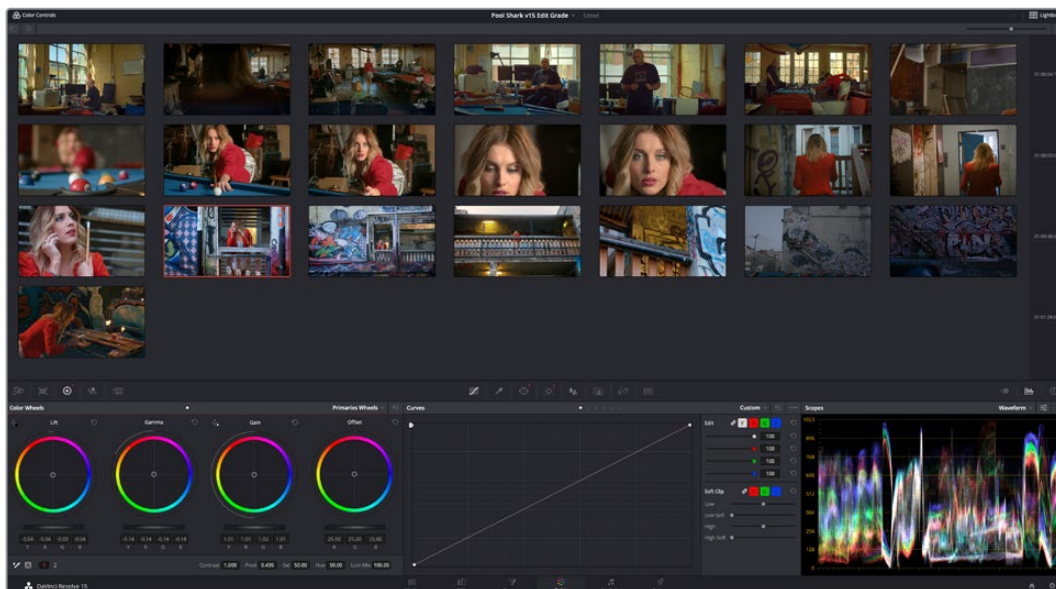 Color Controls
Pool Shark v15 Edit Grade
Edited
Color Wheels
Primaries Wheels
Curves
Custom
Scopes
Waveform
Lift
Gamma
Gain
Offset
Edit
Y R G B
100
100
100
100
Soft Clip
R G B
Low
Low Soft
High
High Soft
-0.04 -0.04 -0.03 -0.04
Y R G B
-0.14 -0.14 -0.14 -0.14
Y R G B
1.01 1.01 1.02 1.01
Y R G B
25.00 25.00 25.00
R G B
A 1 2
Contrast 1.000 Pivot 0.435 Sat 50.00 Hue 50.00 Lum Mix 100.00
1023
896
768
640
512
384
256
128
0
DaVinci Resolve 15